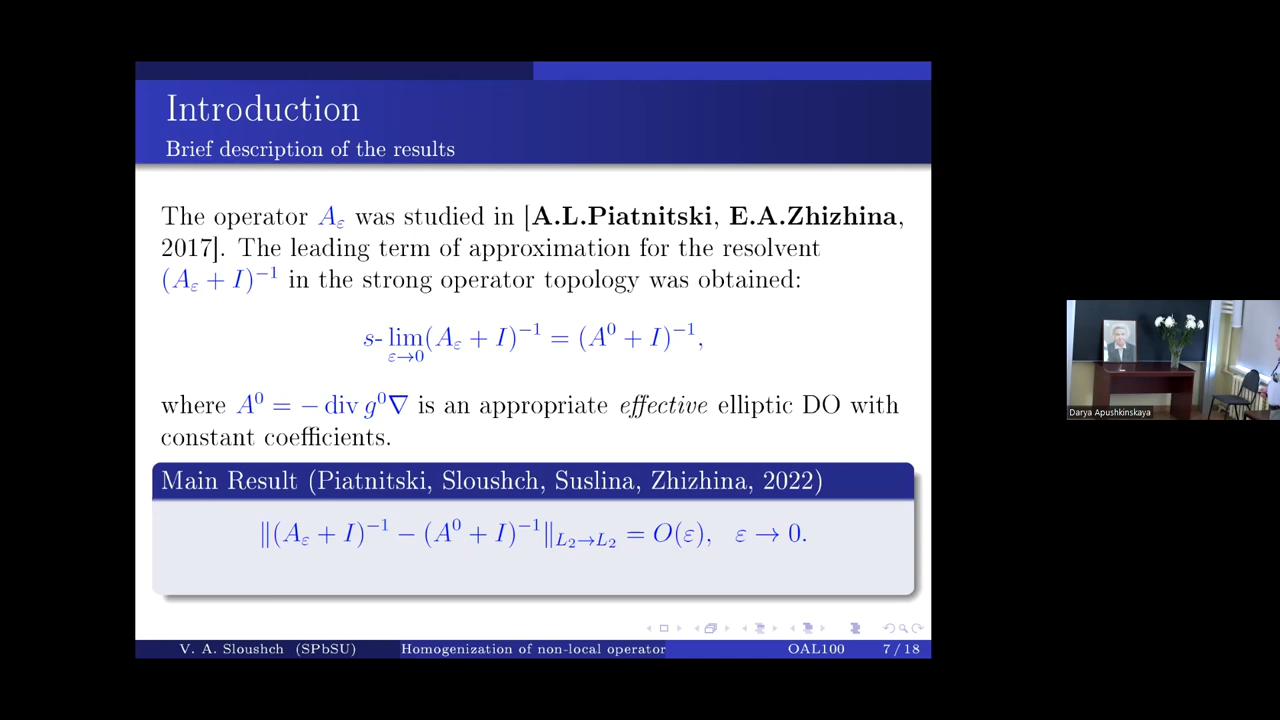 Introduction
Brief description of the results
The operator A_ε was studied in [A.L.Piatnitski, E.A.Zhizhina,
2017]. The leading term of approximation for the resolvent
(A_ε + I)^{−1} in the strong operator topology was obtained:
s- lim_{ε→0} (A_ε + I)^{−1} = (A^0 + I)^{−1},
where A^0 = − div g^0∇ is an appropriate effective elliptic DO with
constant coefficients.
Main Result (Piatnitski, Sloushch, Suslina, Zhizhina, 2022)
‖(A_ε + I)^{−1} − (A^0 + I)^{−1}‖_{L_2→L_2} = O(ε), ε → 0.
V. A. Sloushch (SPbSU) Homogenization of non-local operator OAL100 7 / 18
Darya Apushkinskaya